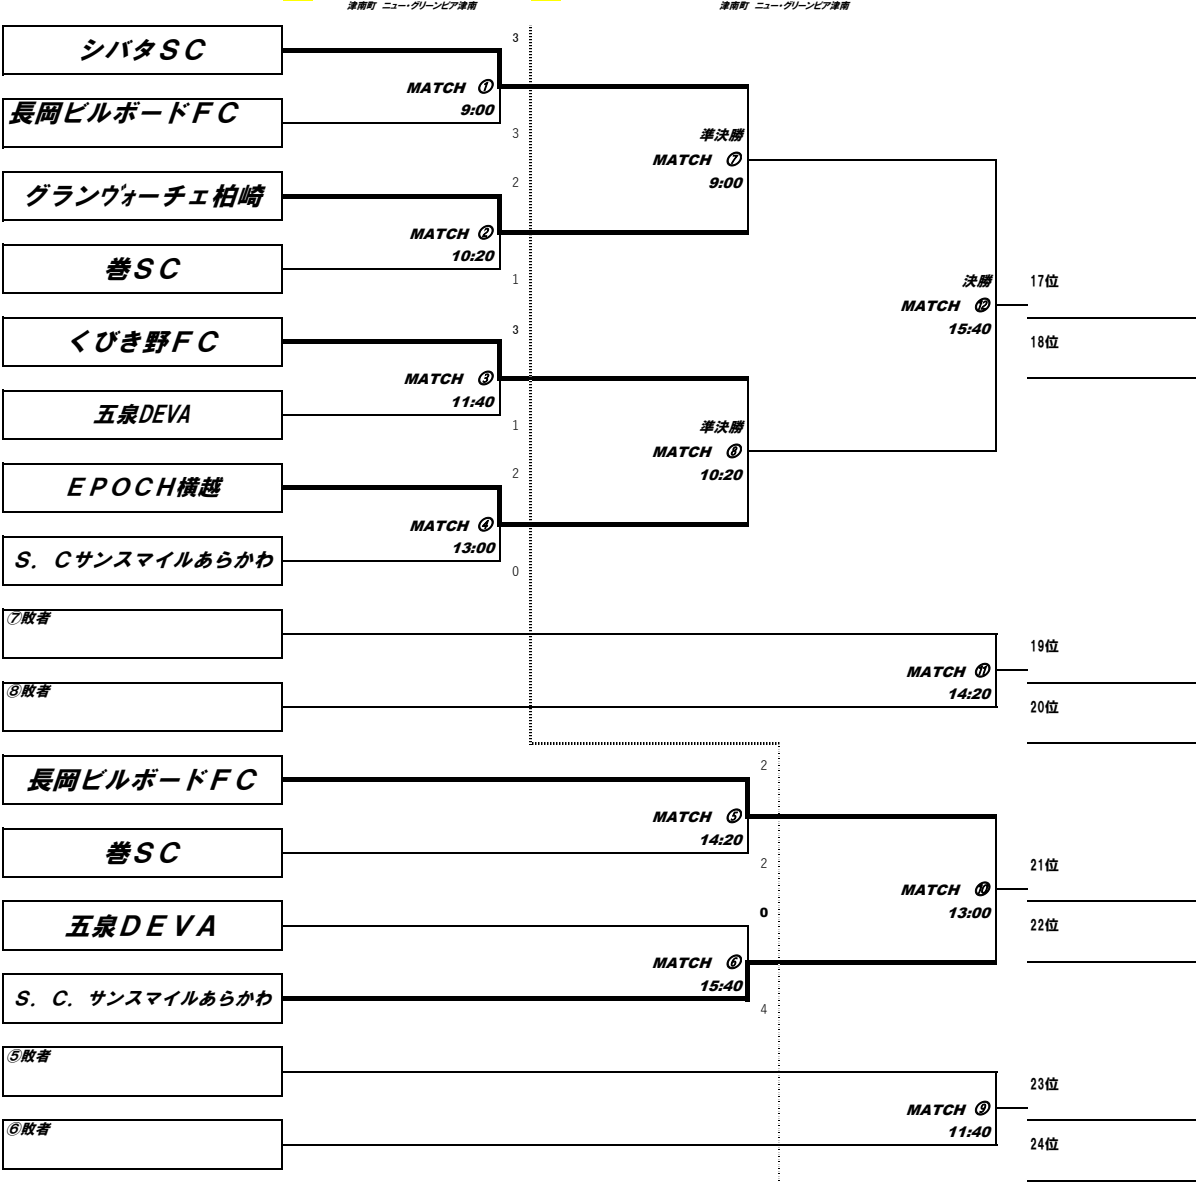 津南町 ニュー・グリーンピア津南
津南町 ニュー・グリーンピア津南
シバタSC
3
MATCH ①
9:00
長岡ビルボードFC
3
準決勝
MATCH ⑦
9:00
グランヴォーチェ柏崎
2
MATCH ②
10:20
巻SC
1
決勝
MATCH ⑫
15:40
17位
18位
くびき野FC
3
MATCH ③
11:40
五泉DEVA
1
準決勝
MATCH ⑧
10:20
EPOCH横越
2
MATCH ④
13:00
S．Cサンスマイルあらかわ
0
⑦敗者
19位
MATCH ⑪
14:20
⑧敗者
20位
長岡ビルボードFC
2
MATCH ⑤
14:20
巻SC
2
21位
MATCH ⑩
13:00
22位
五泉DEVA
0
MATCH ⑥
15:40
S．C．サンスマイルあらかわ
4
⑤敗者
23位
MATCH ⑨
11:40
⑥敗者
24位